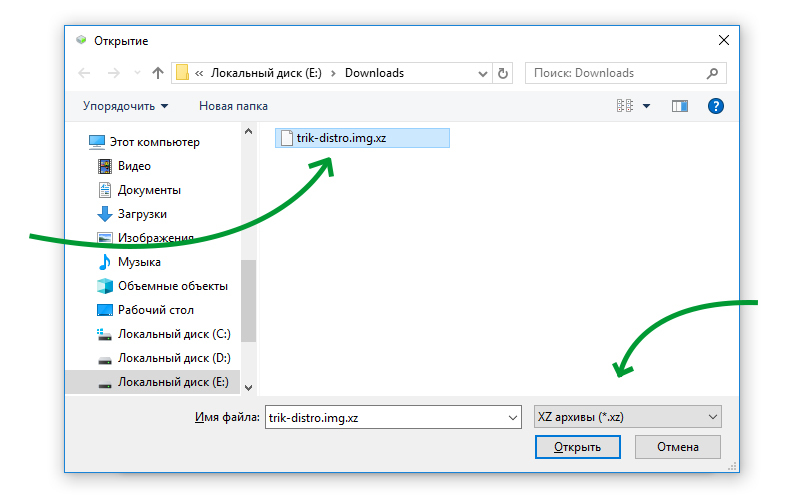 Открытие
« Локальный диск (E:) › Downloads
Поиск: Downloads
Упорядочить
Новая папка
?
Этот компьютер
Видео
Документы
Загрузки
Изображения
Музыка
Объемные объекты
Рабочий стол
Локальный диск (C:)
Локальный диск (D:)
Локальный диск (E:)
trik-distro.img.xz
Имя файла:
trik-distro.img.xz
XZ архивы (*.xz)
Открыть
Отмена